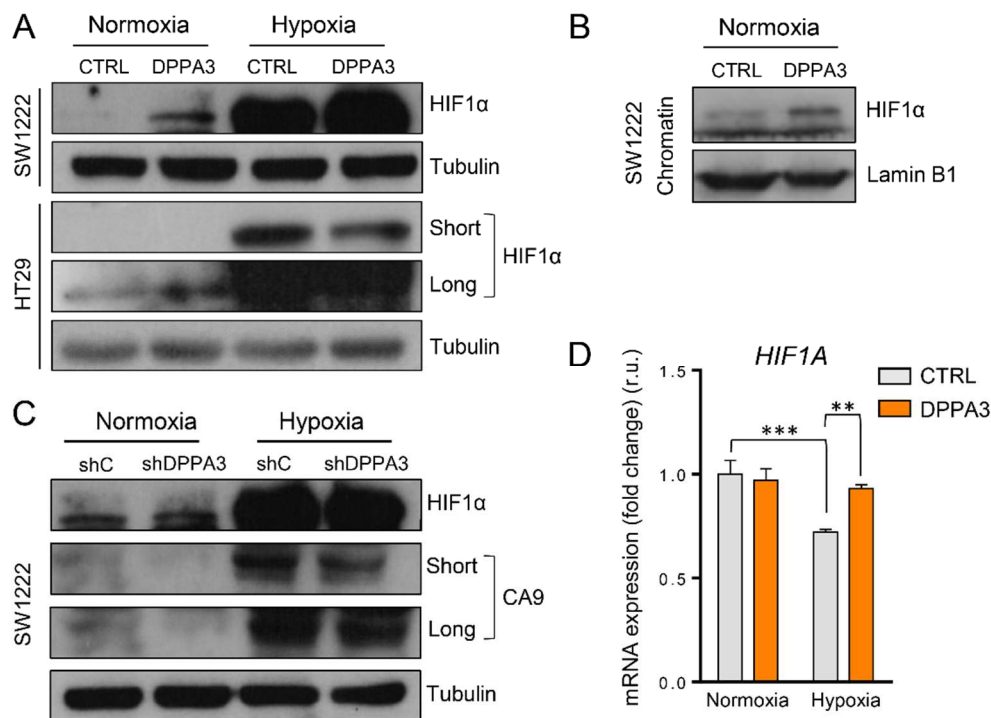 A
Normoxia Hypoxia
CTRL DPPA3 CTRL DPPA3
SW1222
HIF1α
Tubulin
HT29
Short
Long
HIF1α
Tubulin
B
Normoxia
CTRL DPPA3
SW1222
Chromatin
HIF1α
Lamin B1
C
Normoxia Hypoxia
shC shDPPA3 shC shDPPA3
SW1222
HIF1α
Short
Long
CA9
Tubulin
D
HIF1A
CTRL
DPPA3
mRNA expression (fold change) (r.u.)
1.5
1.0
0.5
0.0
***
**
Normoxia Hypoxia